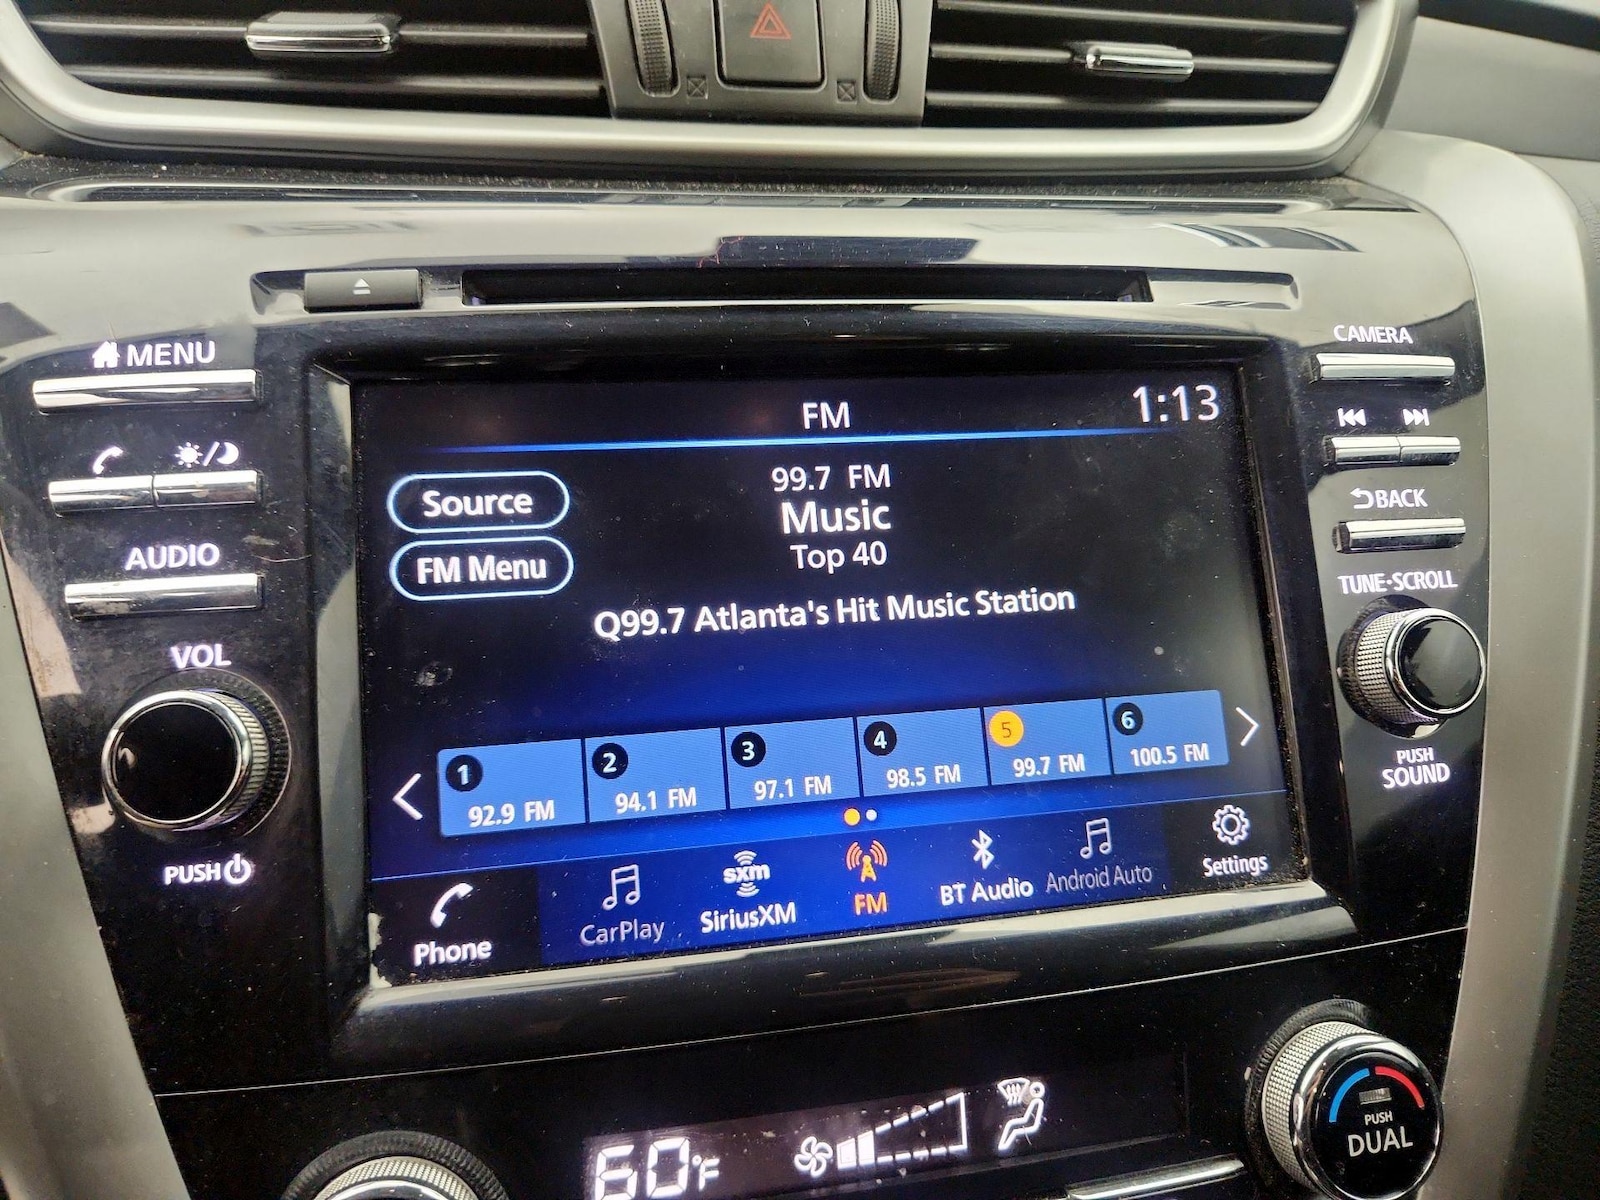 MENU
CAMERA
AUDIO
VOL
PUSH
BACK
TUNE·SCROLL
PUSH
SOUND
FM
1:13
Source
FM Menu
99.7 FM
Music
Top 40
Q99.7 Atlanta's Hit Music Station
1
92.9 FM
2
94.1 FM
3
97.1 FM
4
98.5 FM
5
99.7 FM
6
100.5 FM
Phone
CarPlay
sxm
SiriusXM
FM
BT Audio
Android Auto
Settings
60°F
PUSH
DUAL